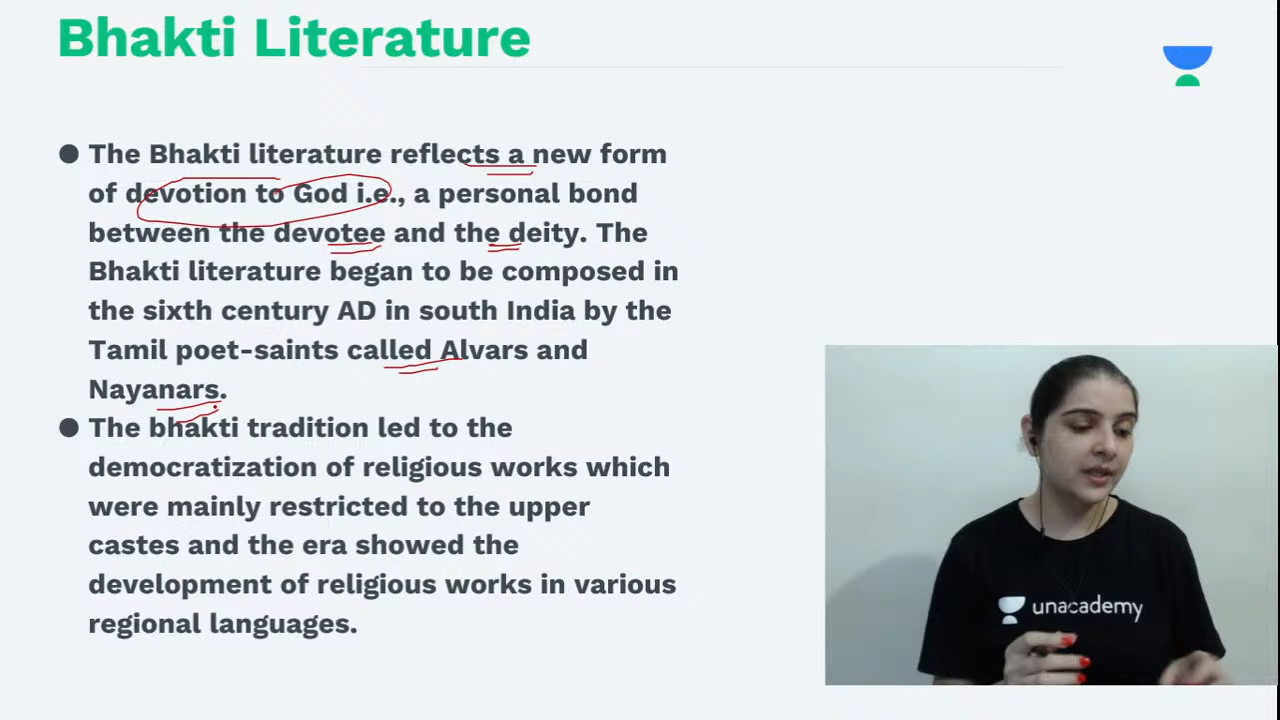 Bhakti Literature
● The Bhakti literature reflects a new form
of devotion to God i.e., a personal bond
between the devotee and the deity. The
Bhakti literature began to be composed in
the sixth century AD in south India by the
Tamil poet-saints called Alvars and
Nayanars.
● The bhakti tradition led to the
democratization of religious works which
were mainly restricted to the upper
castes and the era showed the
development of religious works in various
regional languages.
unacademy